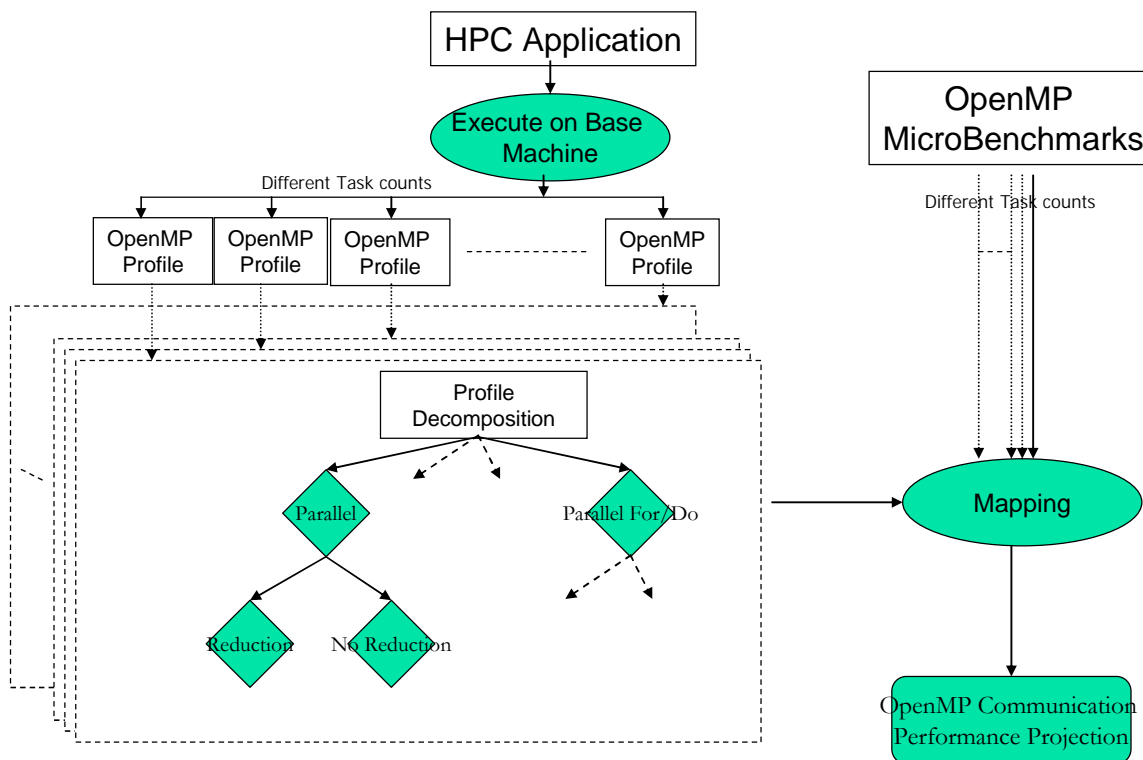 HPC Application
Execute on Base
Machine
OpenMP
MicroBenchmarks
Different Task counts
Different Task counts
OpenMP
Profile
OpenMP
Profile
OpenMP
Profile
OpenMP
Profile
Profile
Decomposition
Parallel
Parallel For/Do
Mapping
Reduction
No Reduction
OpenMP Communication
Performance Projection